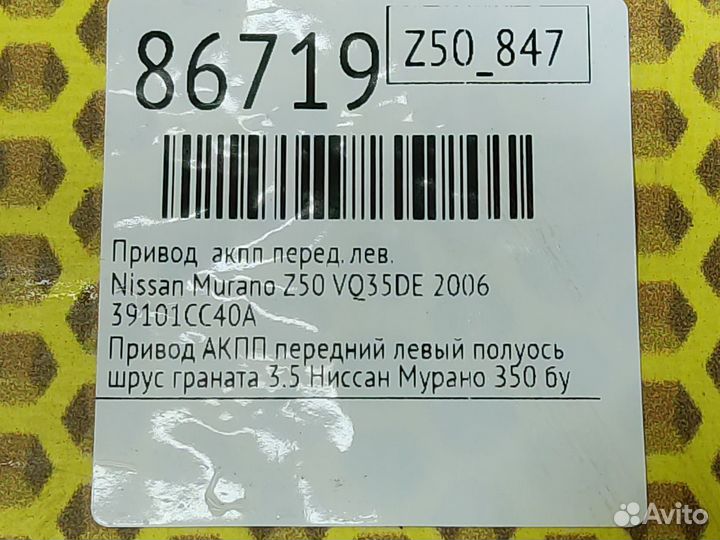 86719
Z50_847
Привод акпп перед. лев.
Nissan Murano Z50 VQ35DE 2006
39101CC40A
Привод АКПП передний левый полуось
шрус граната 3.5 Ниссан Мурано 350 бу
Avito